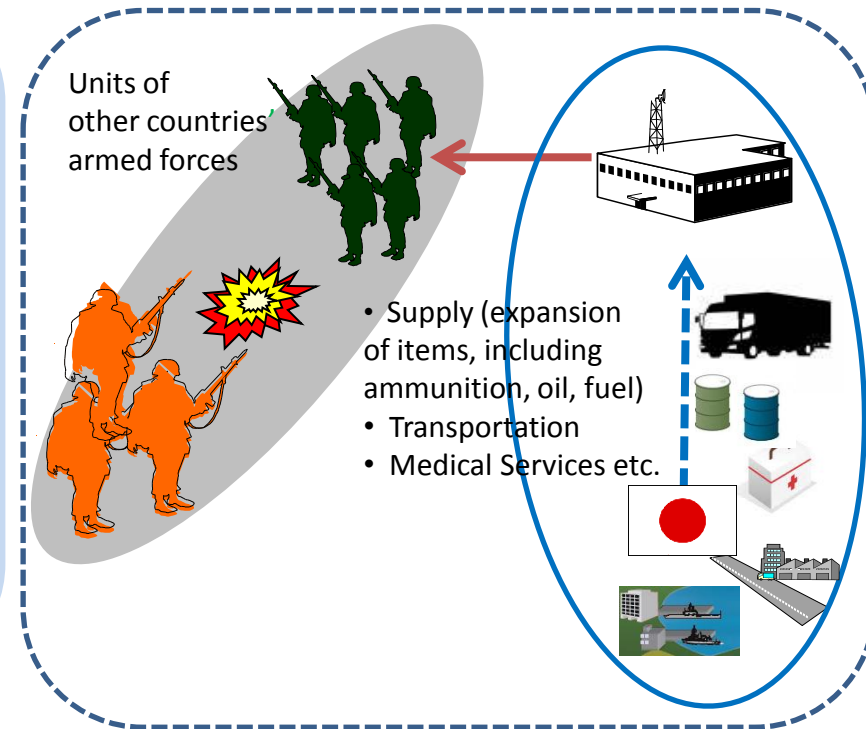 Units of
other countries’
armed forces
• Supply (expansion
of items, including
ammunition, oil, fuel)
• Transportation
• Medical Services etc.